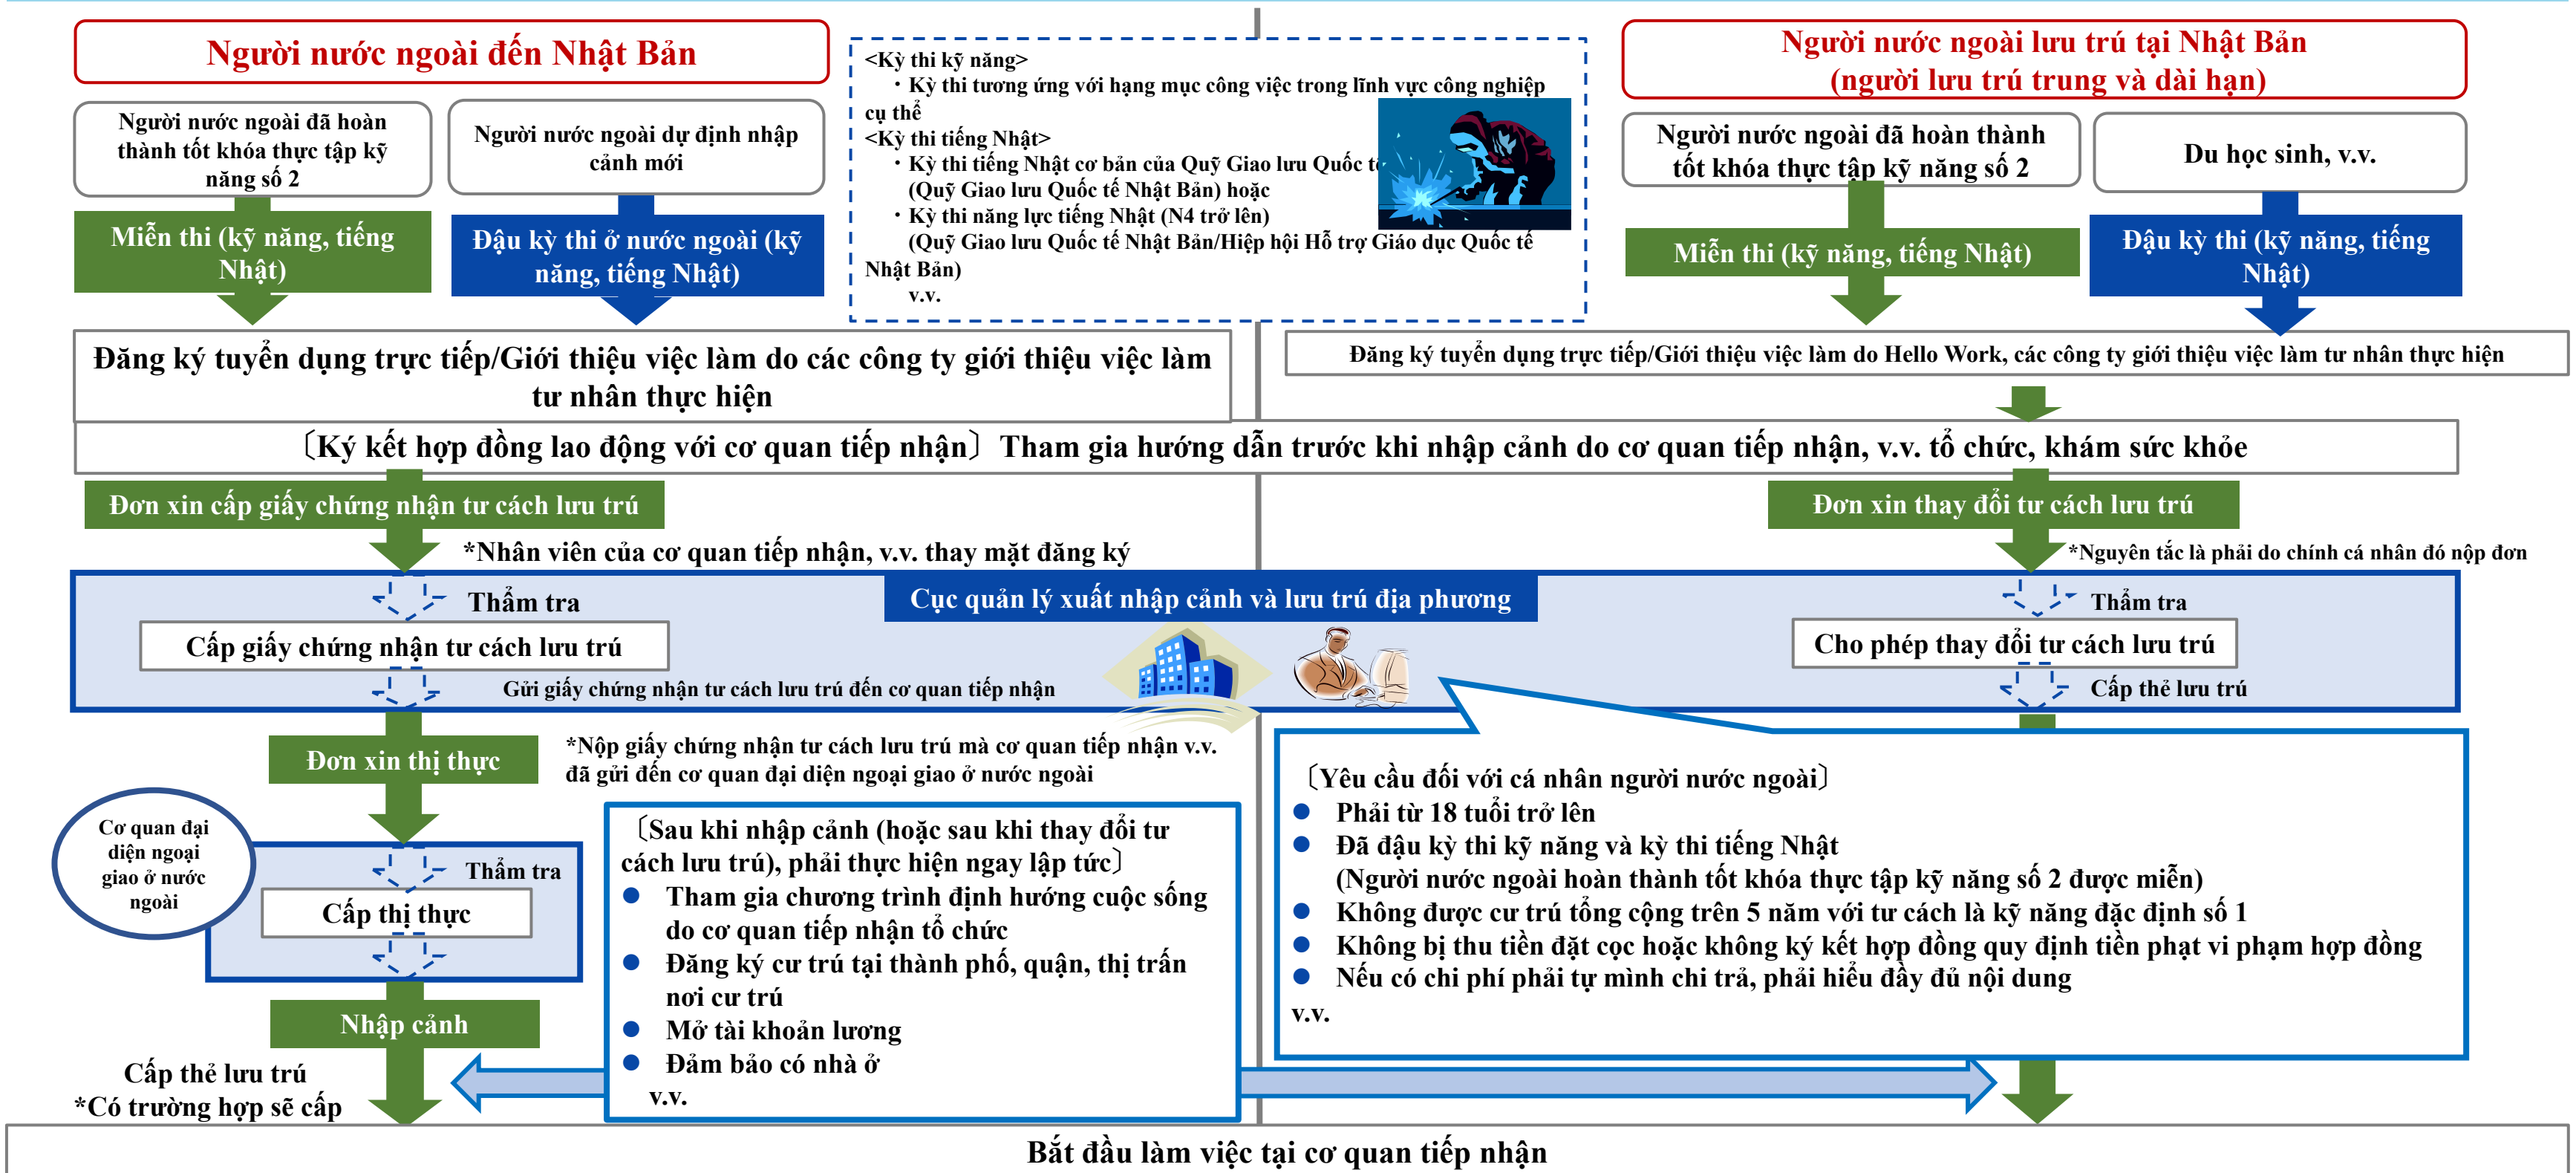 Người nước ngoài đến Nhật Bản
Người nước ngoài đã hoàn
thành tốt khóa thực tập kỹ
năng số 2
Người nước ngoài dự định nhập
cảnh mới
Miễn thi (kỹ năng, tiếng
Nhật)
Đậu kỳ thi ở nước ngoài (kỹ
năng, tiếng Nhật)
<Kỳ thi kỹ năng>
・Kỳ thi tương ứng với hạng mục công việc trong lĩnh vực công nghiệp
cụ thể
<Kỳ thi tiếng Nhật>
・Kỳ thi tiếng Nhật cơ bản của Quỹ Giao lưu Quốc tế
(Quỹ Giao lưu Quốc tế Nhật Bản) hoặc
・Kỳ thi năng lực tiếng Nhật (N4 trở lên)
(Quỹ Giao lưu Quốc tế Nhật Bản/Hiệp hội Hỗ trợ Giáo dục Quốc tế
Nhật Bản)
v.v.
Người nước ngoài lưu trú tại Nhật Bản
(người lưu trú trung và dài hạn)
Người nước ngoài đã hoàn thành
tốt khóa thực tập kỹ năng số 2
Du học sinh, v.v.
Miễn thi (kỹ năng, tiếng Nhật)
Đậu kỳ thi (kỹ năng, tiếng
Nhật)
Đăng ký tuyển dụng trực tiếp/Giới thiệu việc làm do các công ty giới thiệu việc làm
tư nhân thực hiện
Đăng ký tuyển dụng trực tiếp/Giới thiệu việc làm do Hello Work, các công ty giới thiệu việc làm tư nhân thực hiện
〔Ký kết hợp đồng lao động với cơ quan tiếp nhận〕Tham gia hướng dẫn trước khi nhập cảnh do cơ quan tiếp nhận, v.v. tổ chức, khám sức khỏe
Đơn xin cấp giấy chứng nhận tư cách lưu trú
*Nhân viên của cơ quan tiếp nhận, v.v. thay mặt đăng ký
Đơn xin thay đổi tư cách lưu trú
*Nguyên tắc là phải do chính cá nhân đó nộp đơn
Cục quản lý xuất nhập cảnh và lưu trú địa phương
Thẩm tra
Cấp giấy chứng nhận tư cách lưu trú
Gửi giấy chứng nhận tư cách lưu trú đến cơ quan tiếp nhận
Thẩm tra
Cho phép thay đổi tư cách lưu trú
Cấp thẻ lưu trú
Đơn xin thị thực
*Nộp giấy chứng nhận tư cách lưu trú mà cơ quan tiếp nhận v.v.
đã gửi đến cơ quan đại diện ngoại giao ở nước ngoài
Cơ quan đại
diện ngoại
giao ở nước
ngoài
Thẩm tra
Cấp thị thực
Nhập cảnh
Cấp thẻ lưu trú
*Có trường hợp sẽ cấp
〔Sau khi nhập cảnh (hoặc sau khi thay đổi tư
cách lưu trú), phải thực hiện ngay lập tức〕
● Tham gia chương trình định hướng cuộc sống
do cơ quan tiếp nhận tổ chức
● Đăng ký cư trú tại thành phố, quận, thị trấn
nơi cư trú
● Mở tài khoản lương
● Đảm bảo có nhà ở
v.v.
〔Yêu cầu đối với cá nhân người nước ngoài〕
● Phải từ 18 tuổi trở lên
● Đã đậu kỳ thi kỹ năng và kỳ thi tiếng Nhật
(Người nước ngoài hoàn thành tốt khóa thực tập kỹ năng số 2 được miễn)
● Không được cư trú tổng cộng trên 5 năm với tư cách là kỹ năng đặc định số 1
● Không bị thu tiền đặt cọc hoặc không ký kết hợp đồng quy định tiền phạt vi phạm hợp đồng
● Nếu có chi phí phải tự mình chi trả, phải hiểu đầy đủ nội dung
v.v.
Bắt đầu làm việc tại cơ quan tiếp nhận